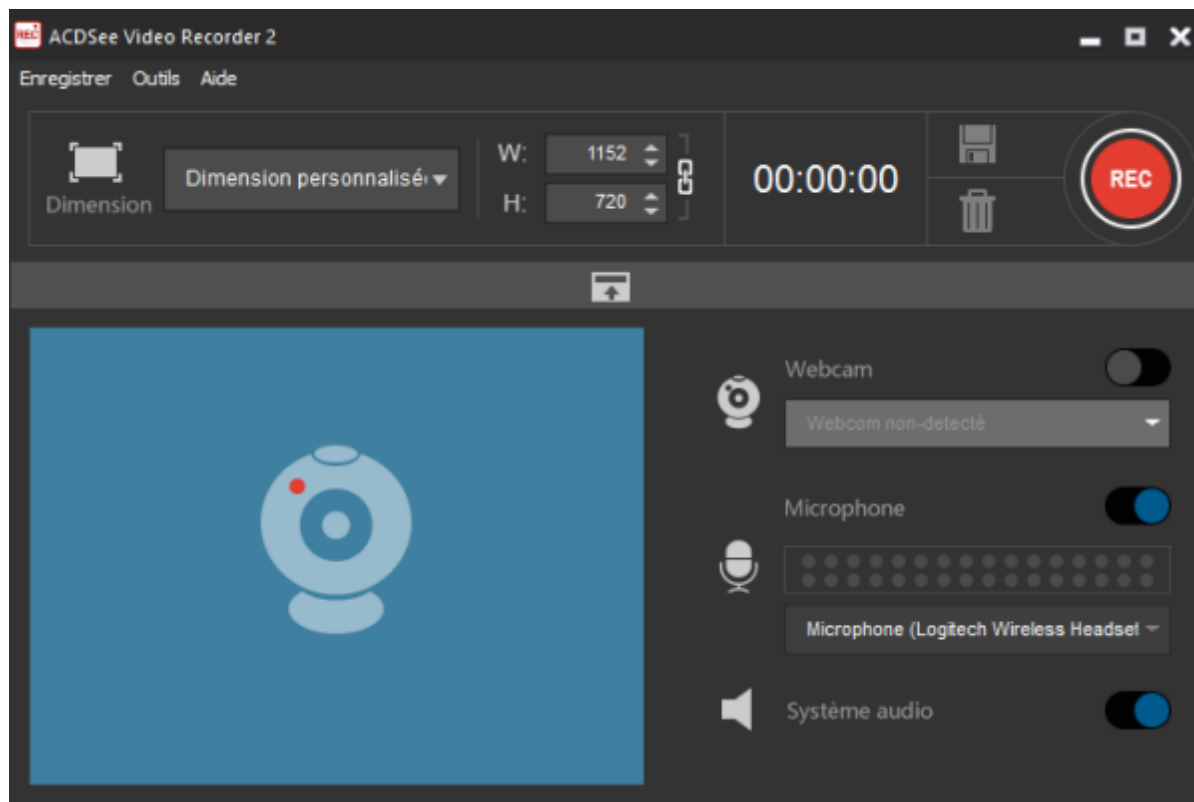 REC ACDSee Video Recorder 2
Enregistrer Outils Aide
Dimension
Dimension personnalisé
W: 1152
H: 720
00:00:00
REC
Webcam
Webcom non-detecté
Microphone
Microphone (Logitech Wireless Headset
Système audio